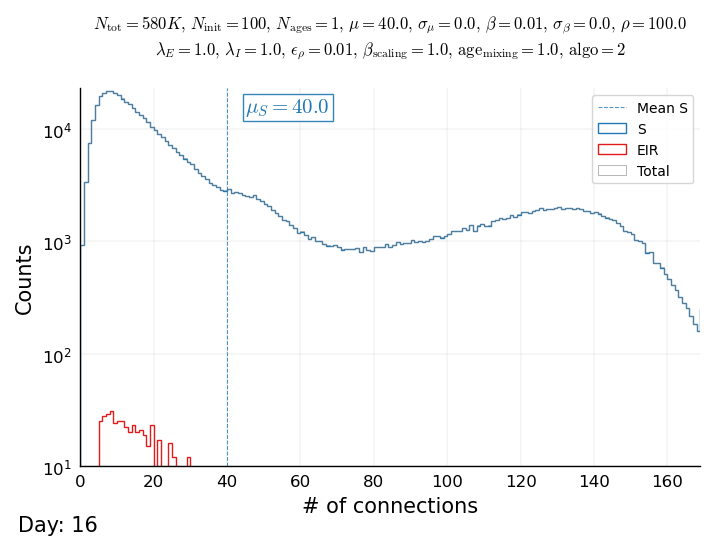 N_tot = 580K, N_init = 100, N_ages = 1, μ = 40.0, σ_μ = 0.0, β = 0.01, σ_β = 0.0, ρ = 100.0
λ_E = 1.0, λ_I = 1.0, ϵ_ρ = 0.01, β_scaling = 1.0, age_mixing = 1.0, algo = 2
μ_S = 40.0
Mean S
S
EIR
Total
Counts
10^4
10^3
10^2
10^1
0 20 40 60 80 100 120 140 160
# of connections
Day: 16